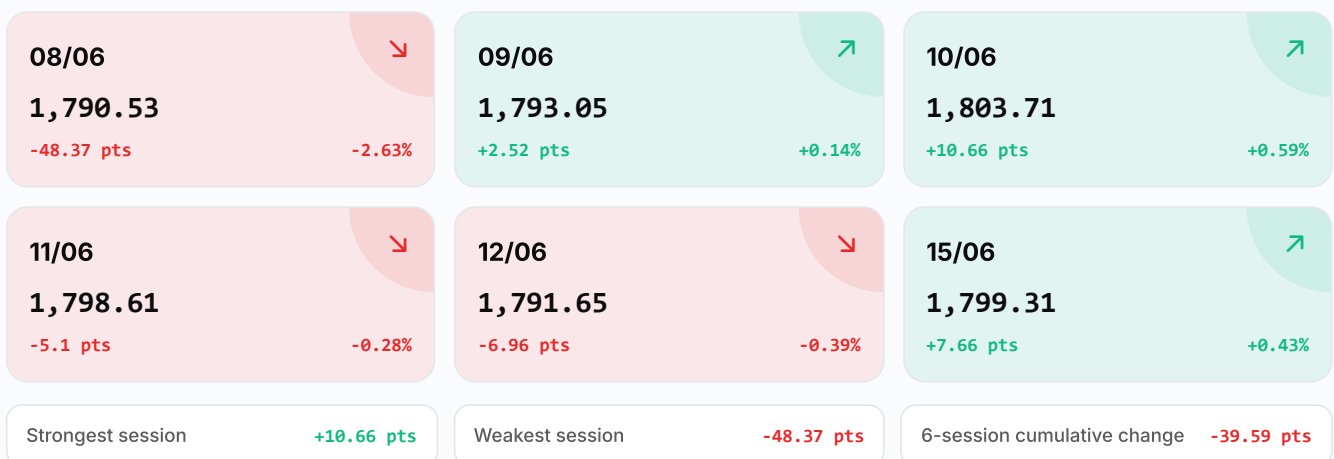 08/06
1,790.53
-48.37 pts -2.63%
09/06
1,793.05
+2.52 pts +0.14%
10/06
1,803.71
+10.66 pts +0.59%
11/06
1,798.61
-5.1 pts -0.28%
12/06
1,791.65
-6.96 pts -0.39%
15/06
1,799.31
+7.66 pts +0.43%
Strongest session +10.66 pts
Weakest session -48.37 pts
6-session cumulative change -39.59 pts